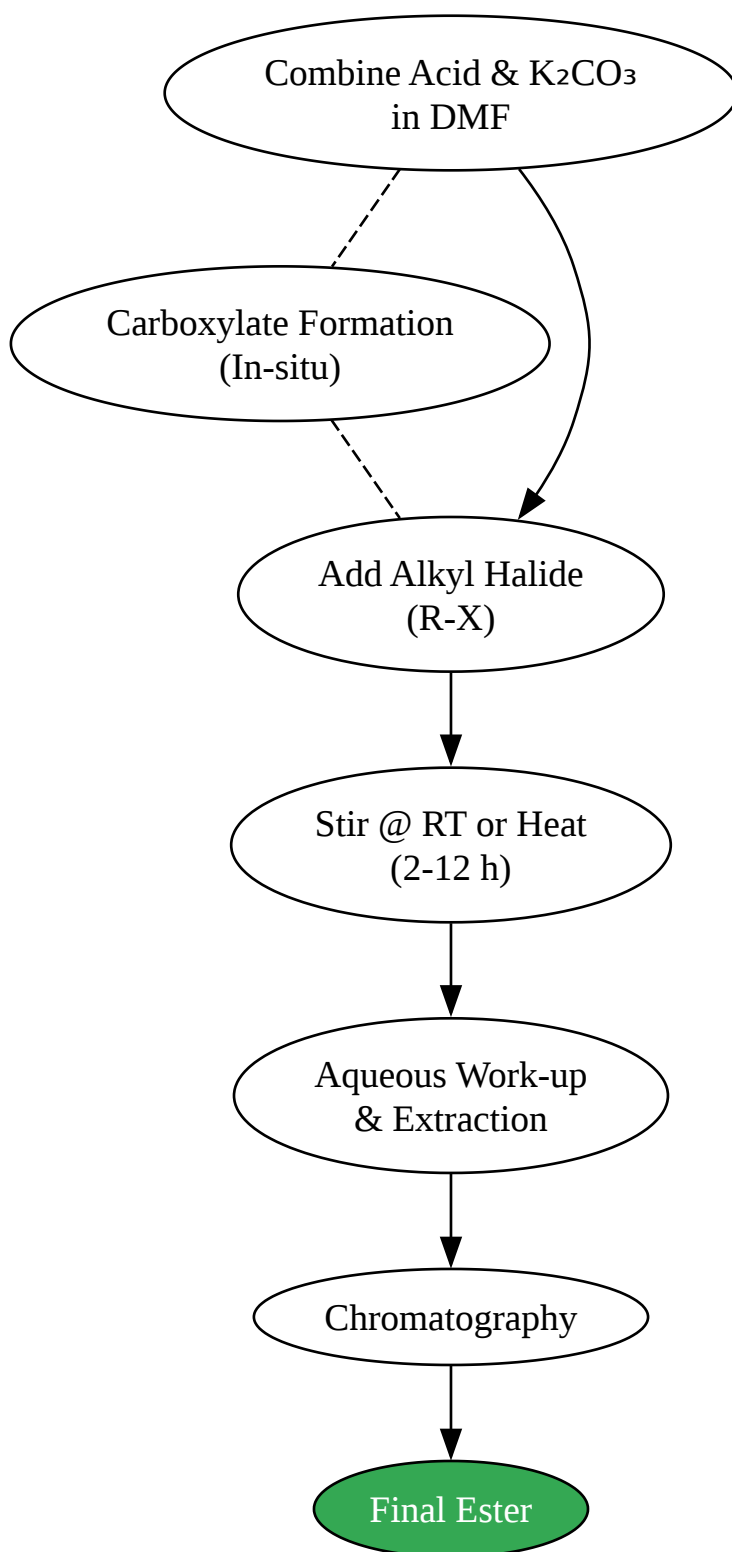 Combine Acid & K₂CO₃
in DMF
Carboxylate Formation
(In-situ)
Add Alkyl Halide
(R-X)
Stir @ RT or Heat
(2-12 h)
Aqueous Work-up
& Extraction
Chromatography
Final Ester